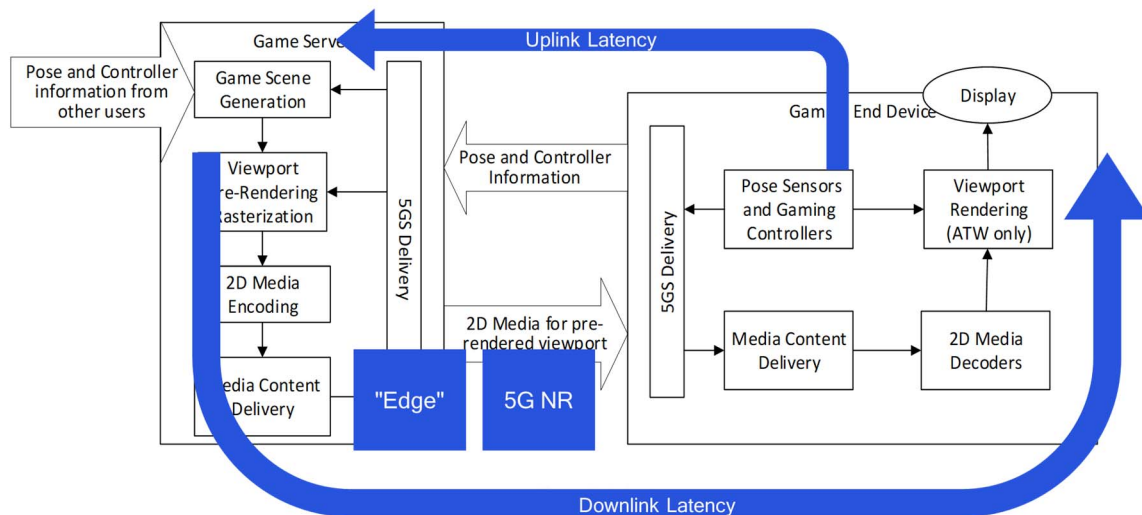 Uplink Latency
Game Server
Pose and Controller
information from
other users
Game Scene
Generation
Viewport
Pre-Rendering
Rasterization
2D Media
Encoding
Media Content
Delivery
5GS Delivery
"Edge"
5G NR
Pose and Controller
Information
2D Media for pre-
rendered viewport
Display
Gaming End Device
5GS Delivery
Pose Sensors
and Gaming
Controllers
Viewport
Rendering
(ATW only)
Media Content
Delivery
2D Media
Decoders
Downlink Latency